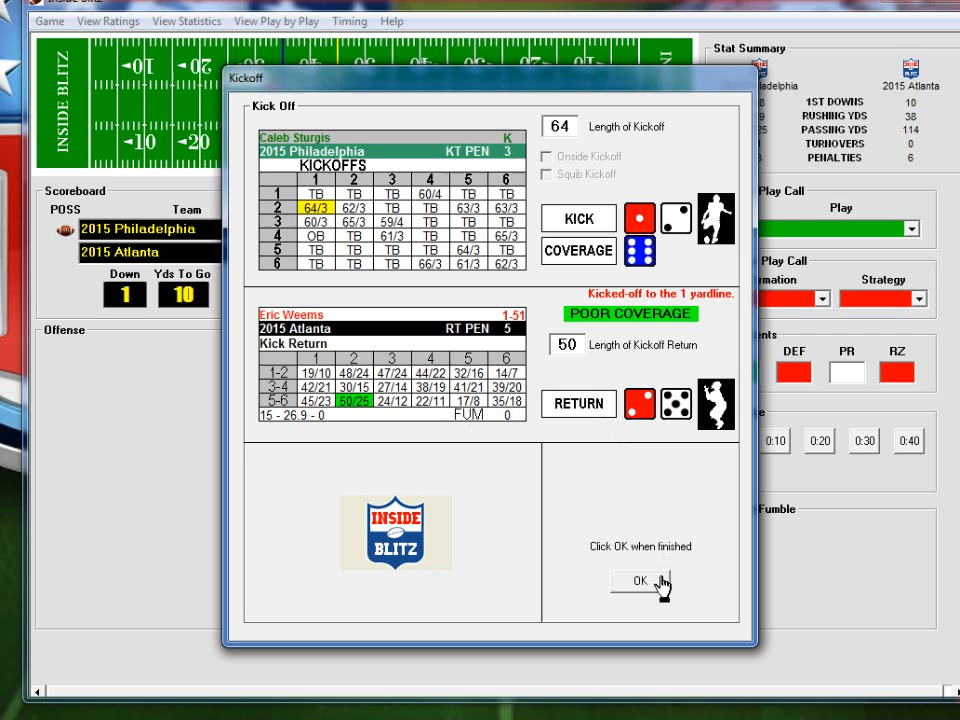 Inside Blitz
Game View Ratings View Statistics View Play by Play Timing Help
INSIDE BLITZ
10 20
10 20
Scoreboard
POSS Team
2015 Philadelphia
2015 Atlanta
Down Yds To Go
1 10
Offense
Kickoff
Kick Off
Caleb Sturgis K
2015 Philadelphia KT PEN 3
KICKOFFS
1 2 3 4 5 6
1 TB TB TB 60/4 TB TB
2 64/3 62/3 TB TB 63/3 63/3
3 60/3 65/3 59/4 TB TB TB
4 OB TB 61/3 TB TB 65/3
5 TB TB TB TB 64/3 TB
6 TB TB TB 66/3 61/3 62/3
64 Length of Kickoff
Onside Kickoff
Squib Kickoff
KICK
COVERAGE
Kicked-off to the 1 yardline.
POOR COVERAGE
50 Length of Kickoff Return
RETURN
Eric Weems 1-51
2015 Atlanta RT PEN 5
Kick Return
1 2 3 4 5 6
1-2 19/10 48/24 47/24 44/22 32/16 14/7
3-4 42/21 30/15 27/14 38/19 41/21 39/20
5-6 45/23 50/25 24/12 22/11 17/8 35/18
15 - 26.9 - 0 FUM 0
INSIDE
BLITZ
Click OK when finished
OK
Stat Summary
2015 Atlanta
1ST DOWNS 10
RUSHING YDS 38
PASSING YDS 114
TURNOVERS 0
PENALTIES 6
Play Call
Play
Play Call
Strategy
DEF PR RZ
0:10 0:20 0:30 0:40
Fumble